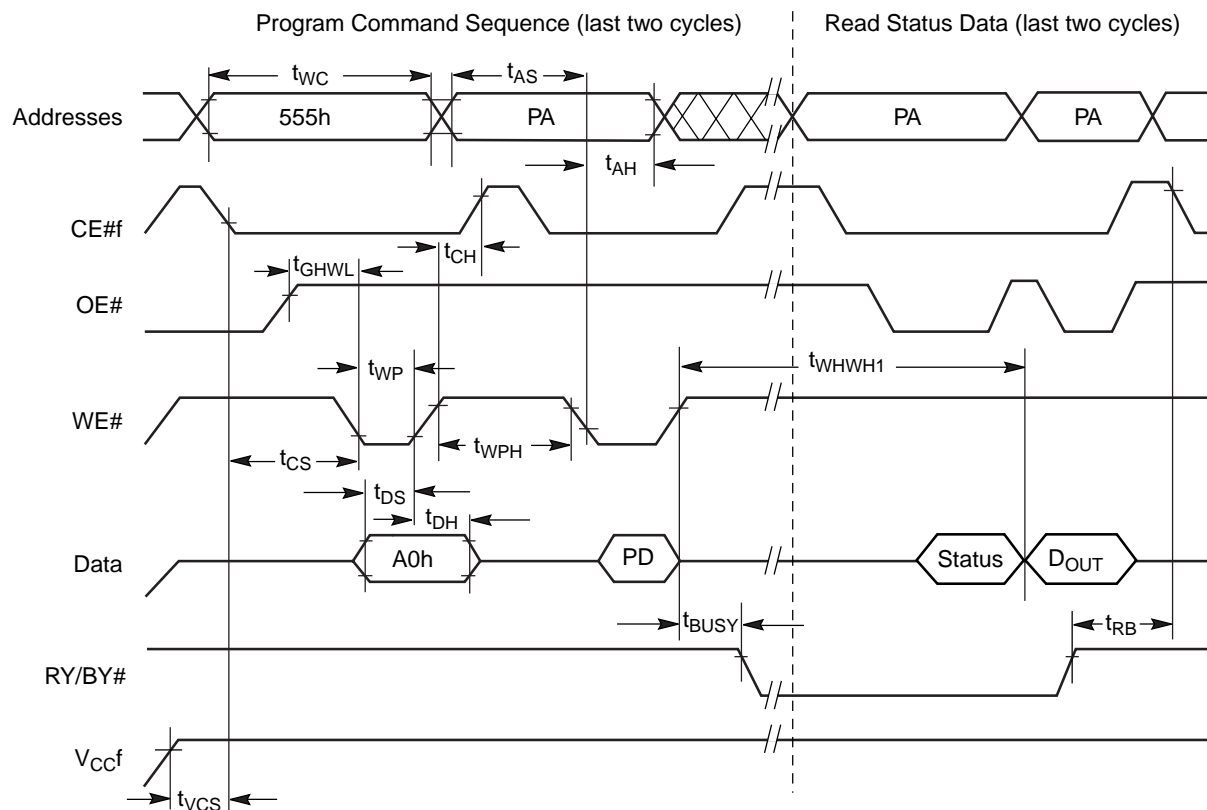 Program Command Sequence (last two cycles)
Read Status Data (last two cycles)
tWC
tAS
Addresses
555h
PA
PA
PA
tAH
CE#f
tCH
tGHWL
OE#
tWP
tWHWH1
WE#
tWPH
tCS
tDS
tDH
Data
A0h
PD
Status
DOUT
tBUSY
tRB
RY/BY#
VCCf
tVCS